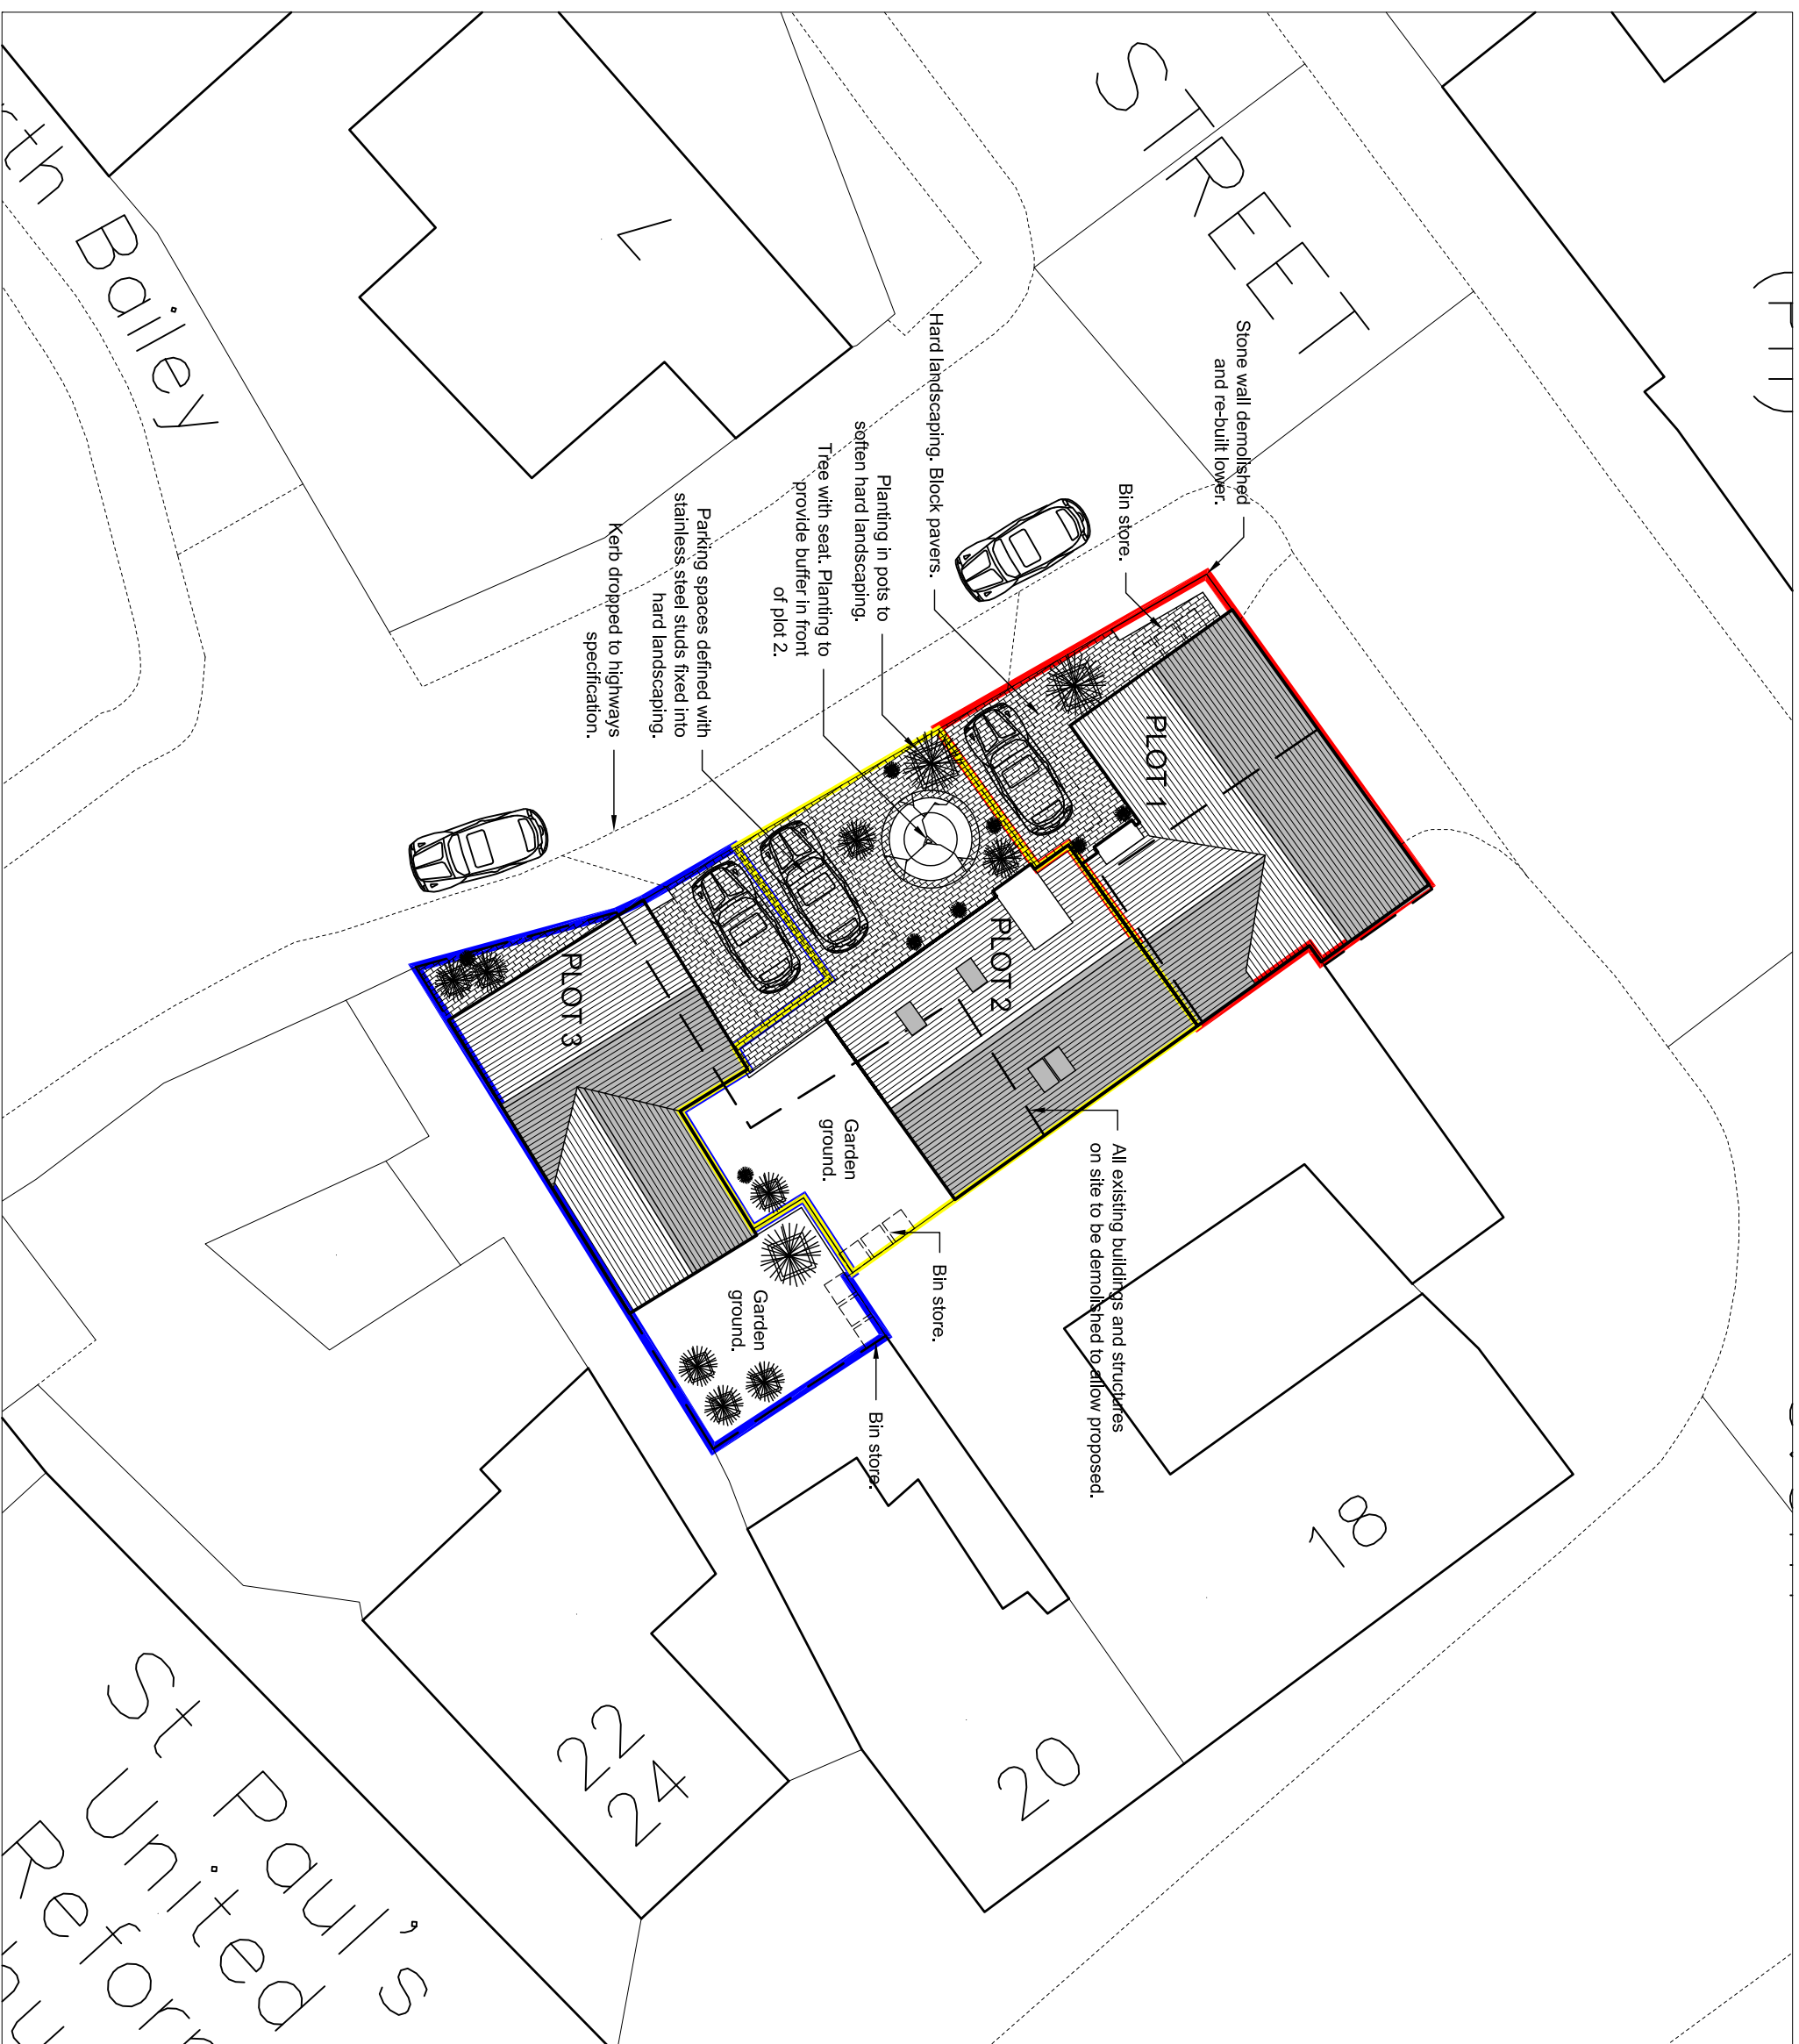 STREET
Stone wall demolished
and re-built lower.
Bin store.
Hard landscaping. Block pavers.
Planting in pots to
soften hard landscaping.
Tree with seat. Planting to
provide buffer in front
of plot 2.
Parking spaces defined with
stainless steel studs fixed into
hard landscaping.
Kerb dropped to highways
specification.
7
th Bailey
PLOT 1
PLOT 2
PLOT 3
Garden
ground.
Garden
ground.
All existing buildings and structures
on site to be demolished to allow proposed.
Bin store.
Bin store.
18
20
22
24
St Paul's
United
Reform